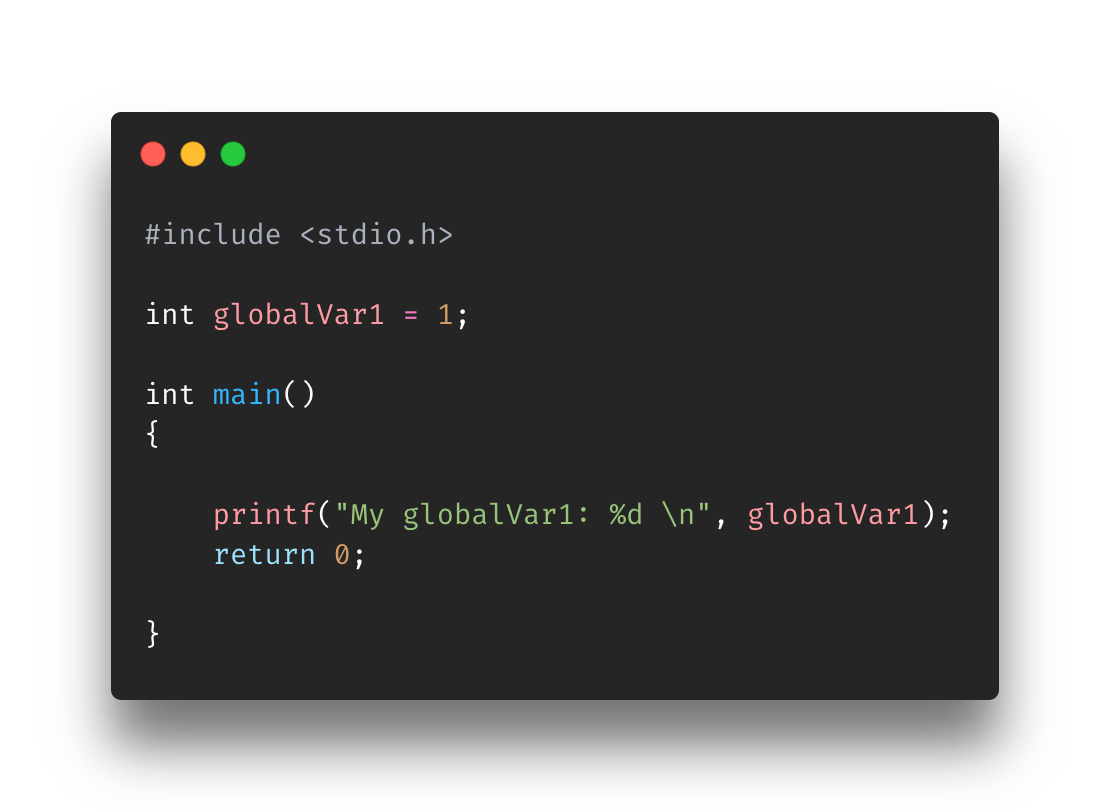 #include <stdio.h>
int globalVar1 = 1;
int main()
{
    printf("My globalVar1: %d \n", globalVar1);
    return 0;
}